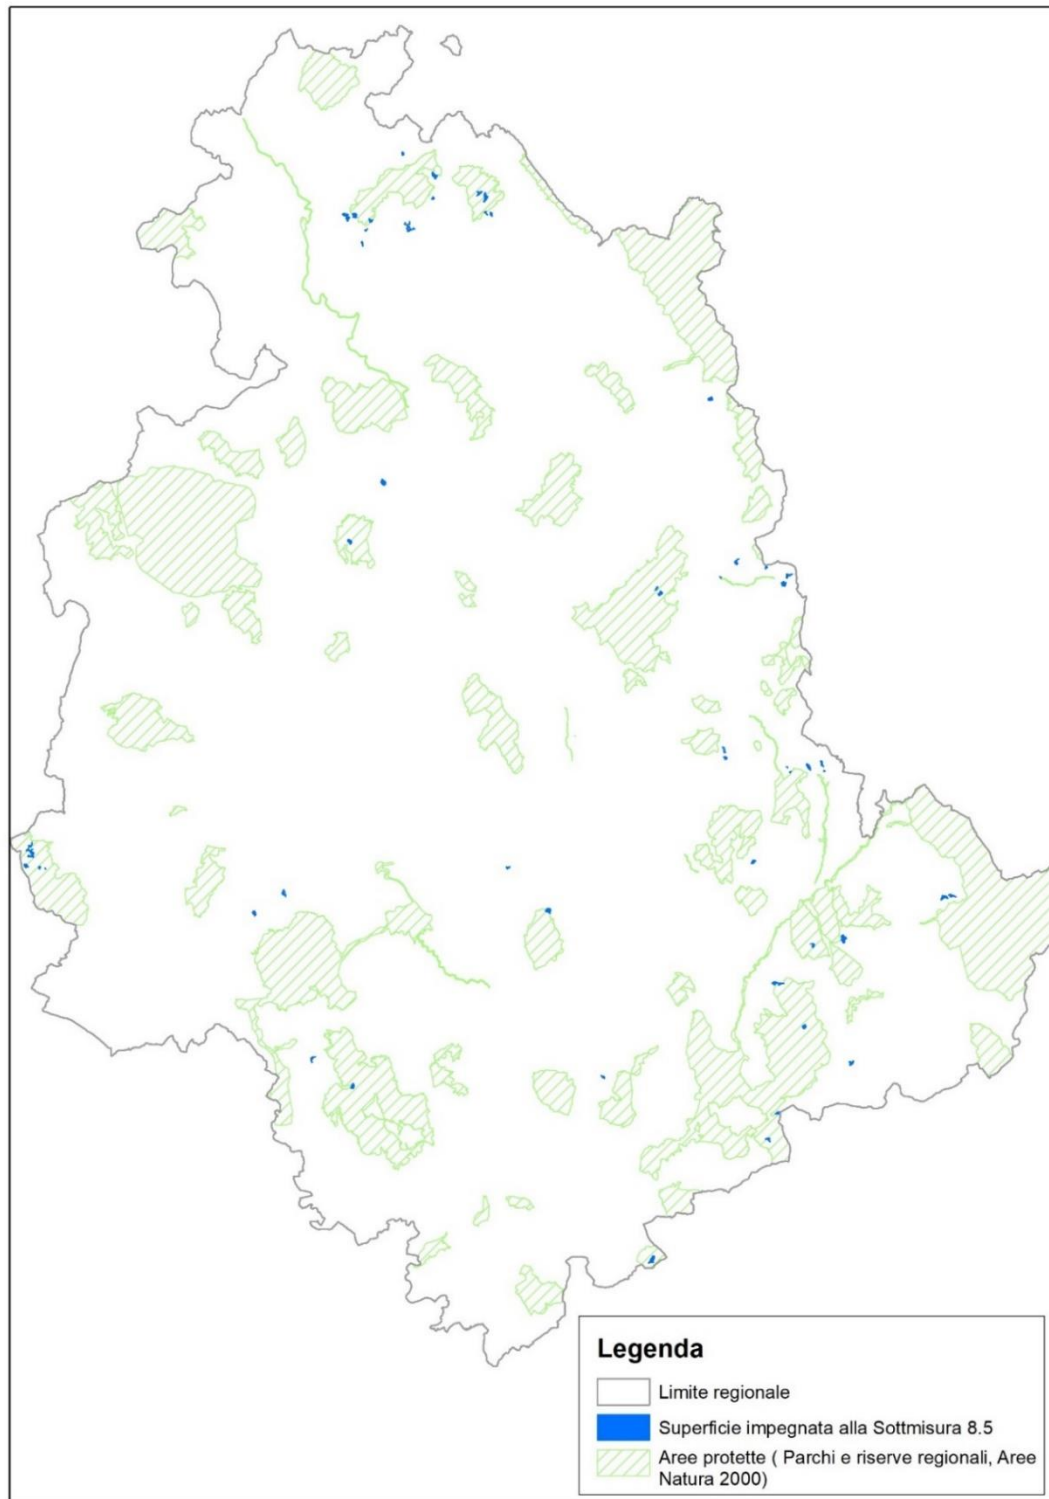 Legenda
Limite regionale
Superficie impegnata alla Sottmisura 8.5
Aree protette ( Parchi e riserve regionali, Aree
Natura 2000)